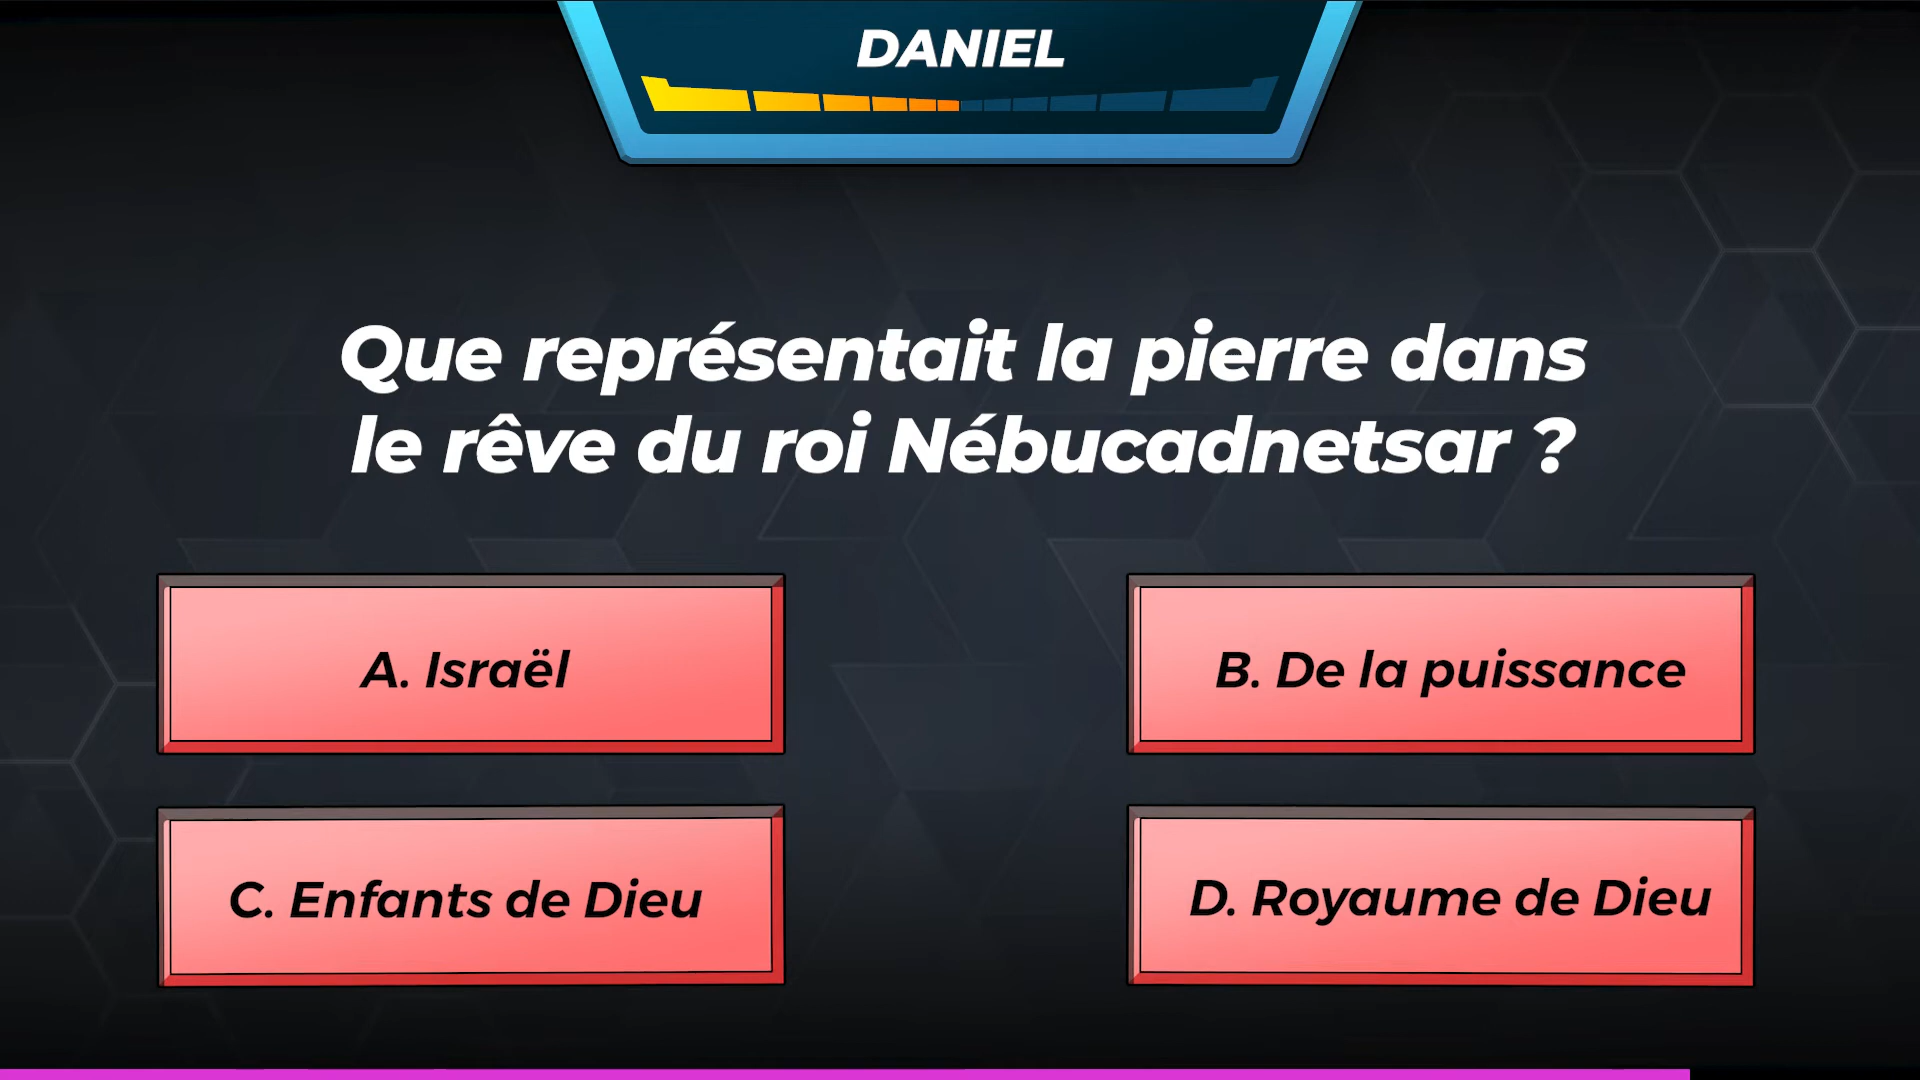 DANIEL
Que représentait la pierre dans
le rêve du roi Nébucadnetsar ?
A. Israël
B. De la puissance
C. Enfants de Dieu
D. Royaume de Dieu